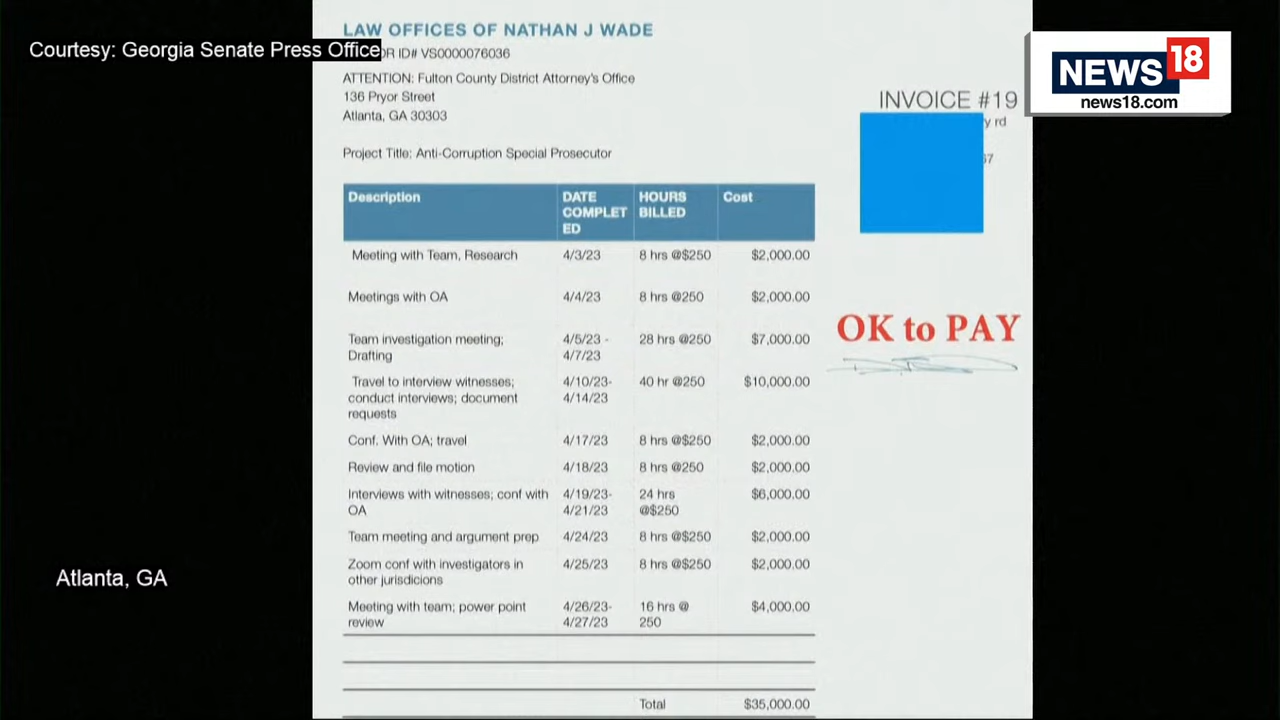 LAW OFFICES OF NATHAN J WADE
Courtesy: Georgia Senate Press Office
OR ID# VS0000076036
ATTENTION: Fulton County District Attorney's Office
136 Pryor Street
Atlanta, GA 30303
Project Title: Anti-Corruption Special Prosecutor
NEWS 18
news18.com
INVOICE #19
y rd
67
Description DATE COMPLET ED HOURS BILLED Cost
Meeting with Team, Research 4/3/23 8 hrs @$250 $2,000.00
Meetings with OA 4/4/23 8 hrs @250 $2,000.00
Team investigation meeting; 4/5/23 - 28 hrs @250 $7,000.00
Drafting 4/7/23
Travel to interview witnesses; 4/10/23- 40 hr @250 $10,000.00
conduct interviews; document 4/14/23
requests
Conf. With OA; travel 4/17/23 8 hrs @$250 $2,000.00
Review and file motion 4/18/23 8 hrs @250 $2,000.00
Interviews with witnesses; conf with 4/19/23- 24 hrs $6,000.00
OA 4/21/23 @$250
Team meeting and argument prep 4/24/23 8 hrs @$250 $2,000.00
Zoom conf with investigators in 4/25/23 8 hrs @$250 $2,000.00
other jurisdicions
Meeting with team; power point 4/26/23- 16 hrs @ $4,000.00
review 4/27/23 250
Total $35,000.00
OK to PAY
Atlanta, GA